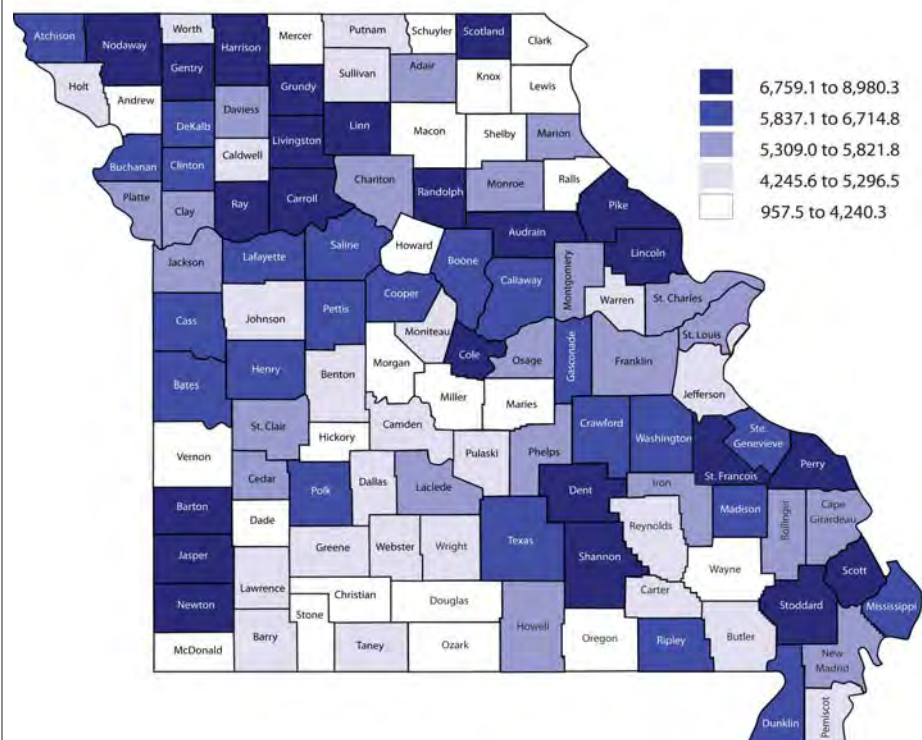 Atchison
Nodaway
Worth
Harrison
Mercer
Putnam
Schuyler
Scotland
Clark
Gentry
Sullivan
Adair
Knox
Lewis
Holt
Andrew
Grundy
DeKalb
Daviess
Linn
Macon
Shelby
Marion
Livingston
Buchanan
Clinton
Caldwell
Chariton
Randolph
Monroe
Ralls
Platte
Clay
Ray
Carroll
Pike
Audrain
Howard
Saline
Boone
Lincoln
Jackson
Lafayette
Callaway
Montgomery
Cooper
Warren
St. Charles
Cass
Johnson
Pettis
Moniteau
Cole
Osage
Gasconade
Franklin
St. Louis
Morgan
Henry
Benton
Miller
Maries
Jefferson
Bates
St. Clair
Camden
Crawford
Washington
Ste.
Genevieve
Hickory
Pulaski
Phelps
Vernon
St. Francois
Perry
Cedar
Polk
Dallas
Laclede
Dent
Iron
Madison
Bollinger
Cape
Girardeau
Barton
Dade
Reynolds
Greene
Webster
Wright
Texas
Shannon
Jasper
Wayne
Scott
Lawrence
Christian
Douglas
Carter
Stoddard
Mississippi
Newton
Stone
Howell
Barry
Taney
Ozark
Oregon
Ripley
Butler
McDonald
New
Madrid
Dunklin
Pemiscot
6,759.1 to 8,980.3
5,837.1 to 6,714.8
5,309.0 to 5,821.8
4,245.6 to 5,296.5
957.5 to 4,240.3